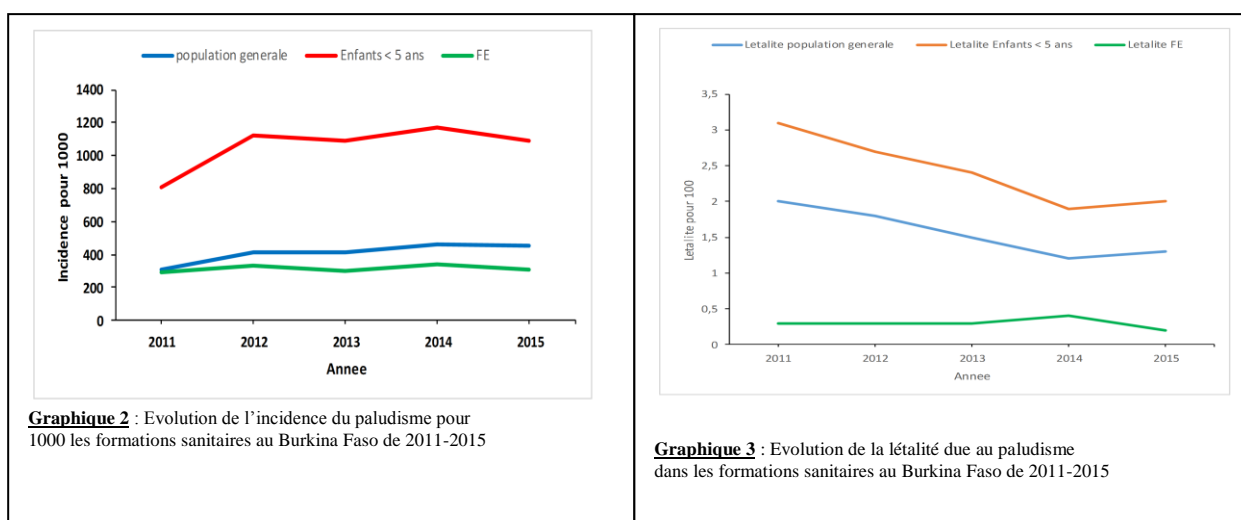 population generale Enfants < 5 ans FE
1400
1200
1000
800
600
400
200
0
Incidence pour 1000
2011 2012 2013 2014 2015
Annee
Graphique 2 : Evolution de l'incidence du paludisme pour
1000 les formations sanitaires au Burkina Faso de 2011-2015
Letalite population generale Letalite Enfants < 5 ans Letalite FE
3,5
3
2,5
2
1,5
1
0,5
0
Letalite pour 100
2011 2012 2013 2014 2015
Annee
Graphique 3 : Evolution de la létalité due au paludisme
dans les formations sanitaires au Burkina Faso de 2011-2015